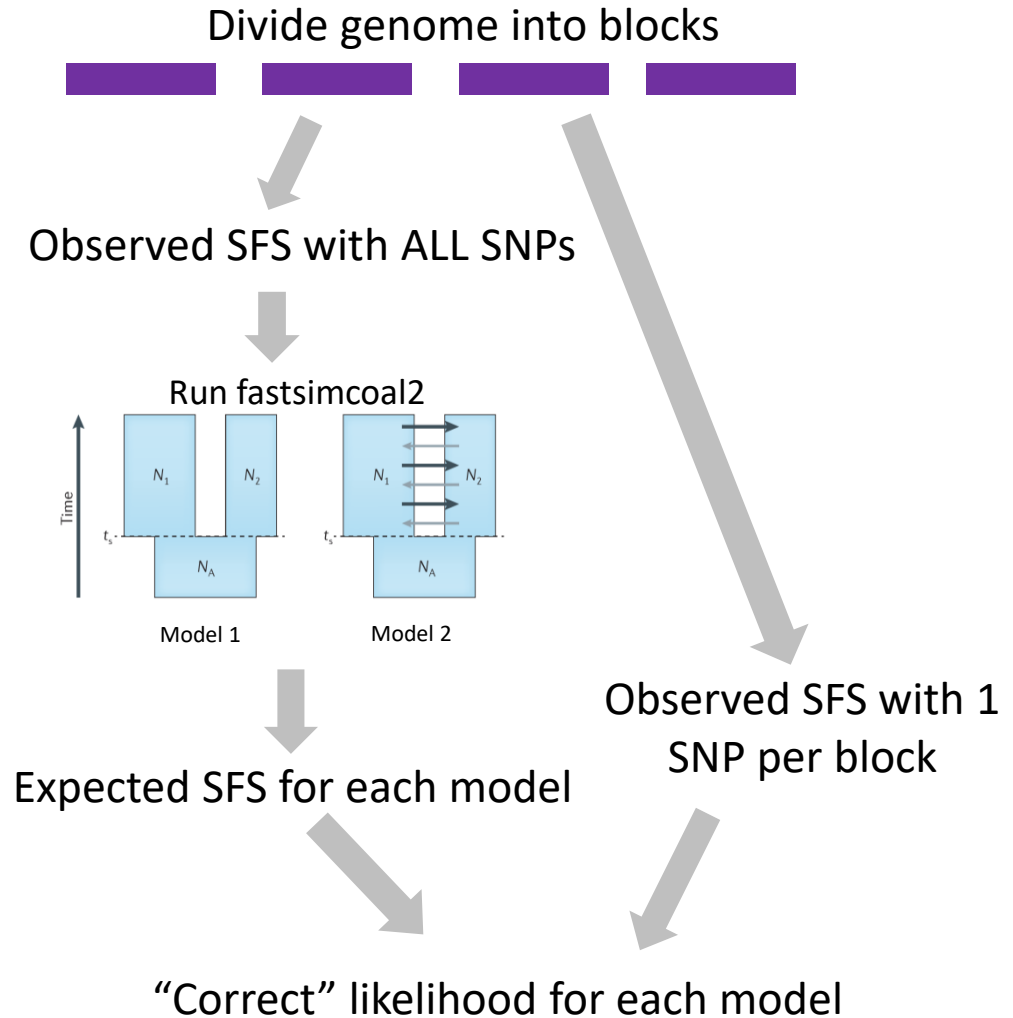 Divide genome into blocks
Observed SFS with ALL SNPs
Run fastsimcoal2
Time
N₁
N₂
tₛ
N_A
Model 1
N₁
N₂
tₛ
N_A
Model 2
Observed SFS with 1
SNP per block
Expected SFS for each model
“Correct” likelihood for each model